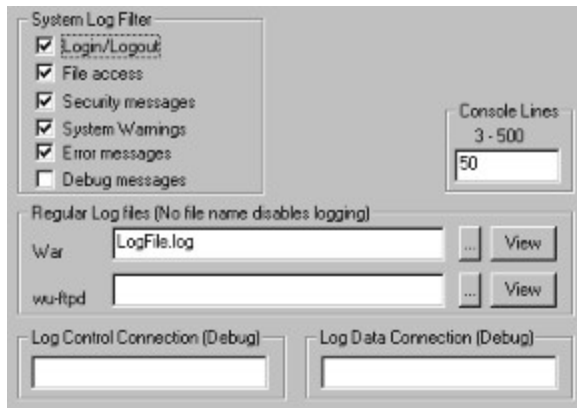 System Log Filter
Login/Logout
File access
Security messages
System Warnings
Error messages
Debug messages
Console Lines
3 - 500
50
Regular Log files (No file name disables logging)
War LogFile.log ... View
wu-ftpd ... View
Log Control Connection (Debug) Log Data Connection (Debug)